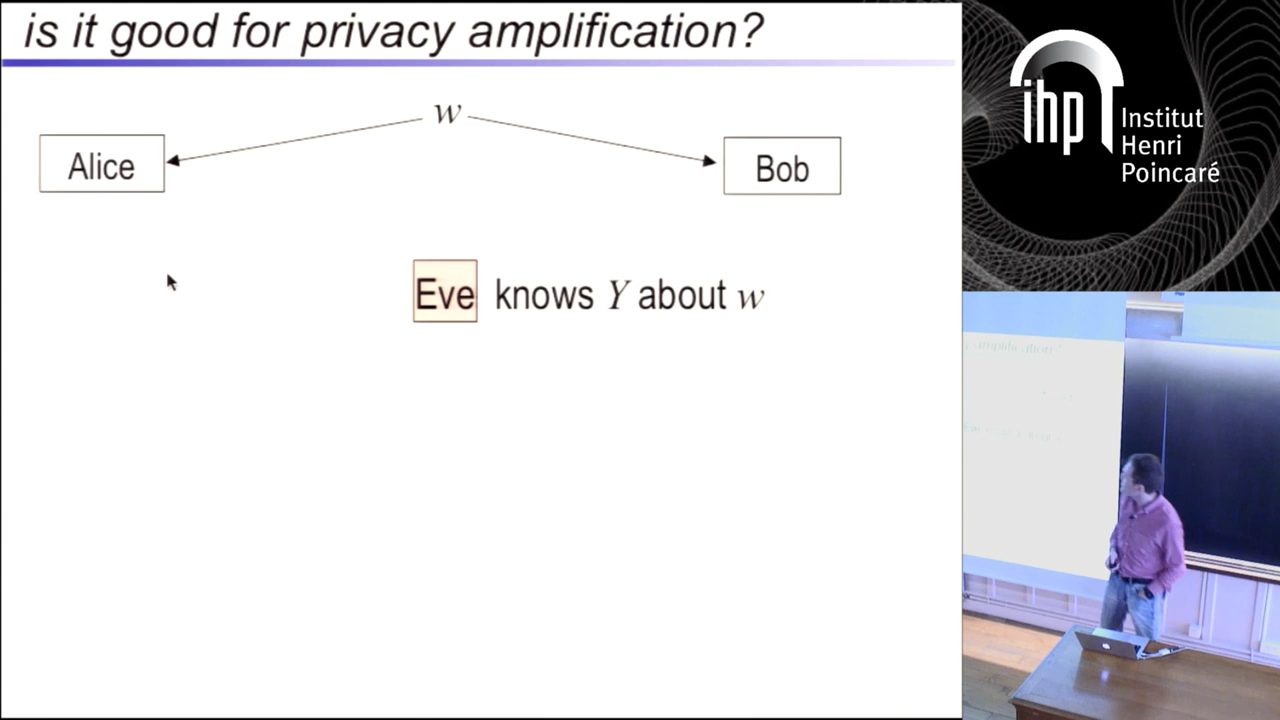 is it good for privacy amplification?
w
Alice
Bob
Eve knows Y about w
ihp Institut
Henri
Poincaré